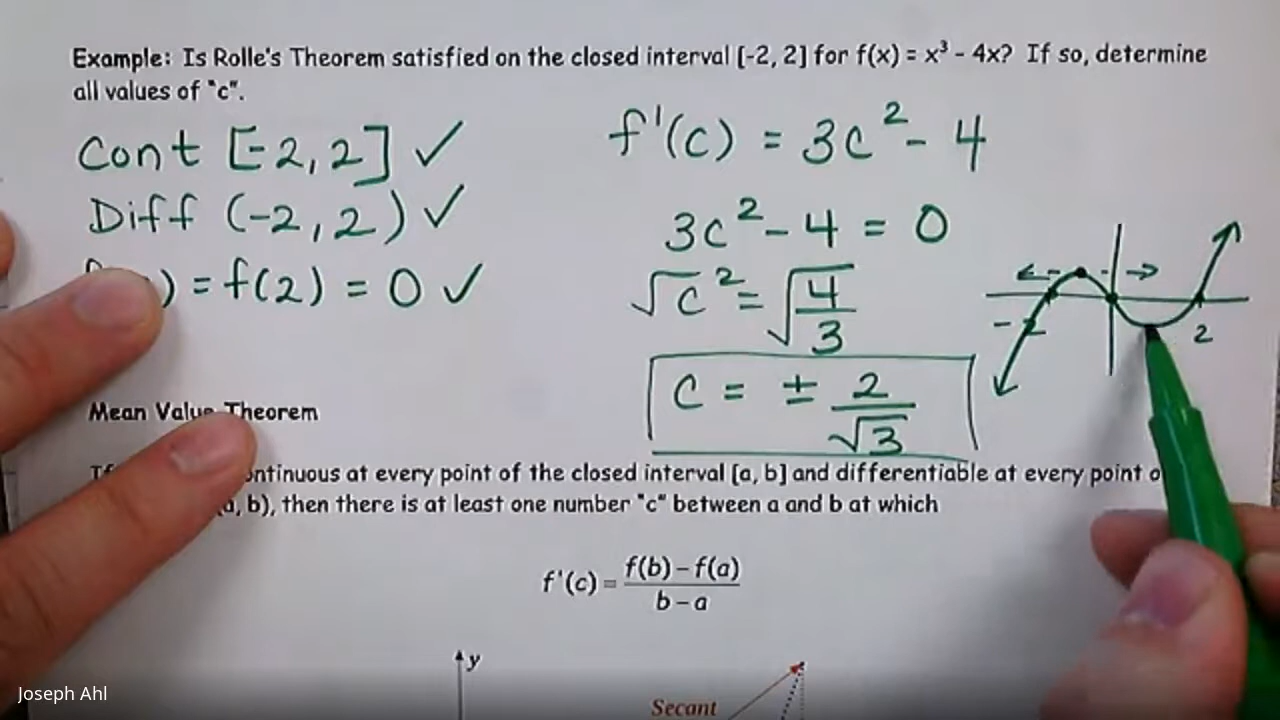 Example: Is Rolle's Theorem satisfied on the closed interval [-2, 2] for f(x) = x³ - 4x? If so, determine
all values of "c".
Cont [-2,2] ✓
Diff (-2,2) ✓
) = f(2) = 0 ✓
f'(c) = 3c² - 4
3c² - 4 = 0
√c² = √4/3
c = ± 2/√3
-2
2
Mean Value Theorem
ontinuous at every point of the closed interval [a, b] and differentiable at every point
, b), then there is at least one number "c" between a and b at which
f'(c) = f(b) – f(a) / b – a
y
Secant
Joseph Ahl